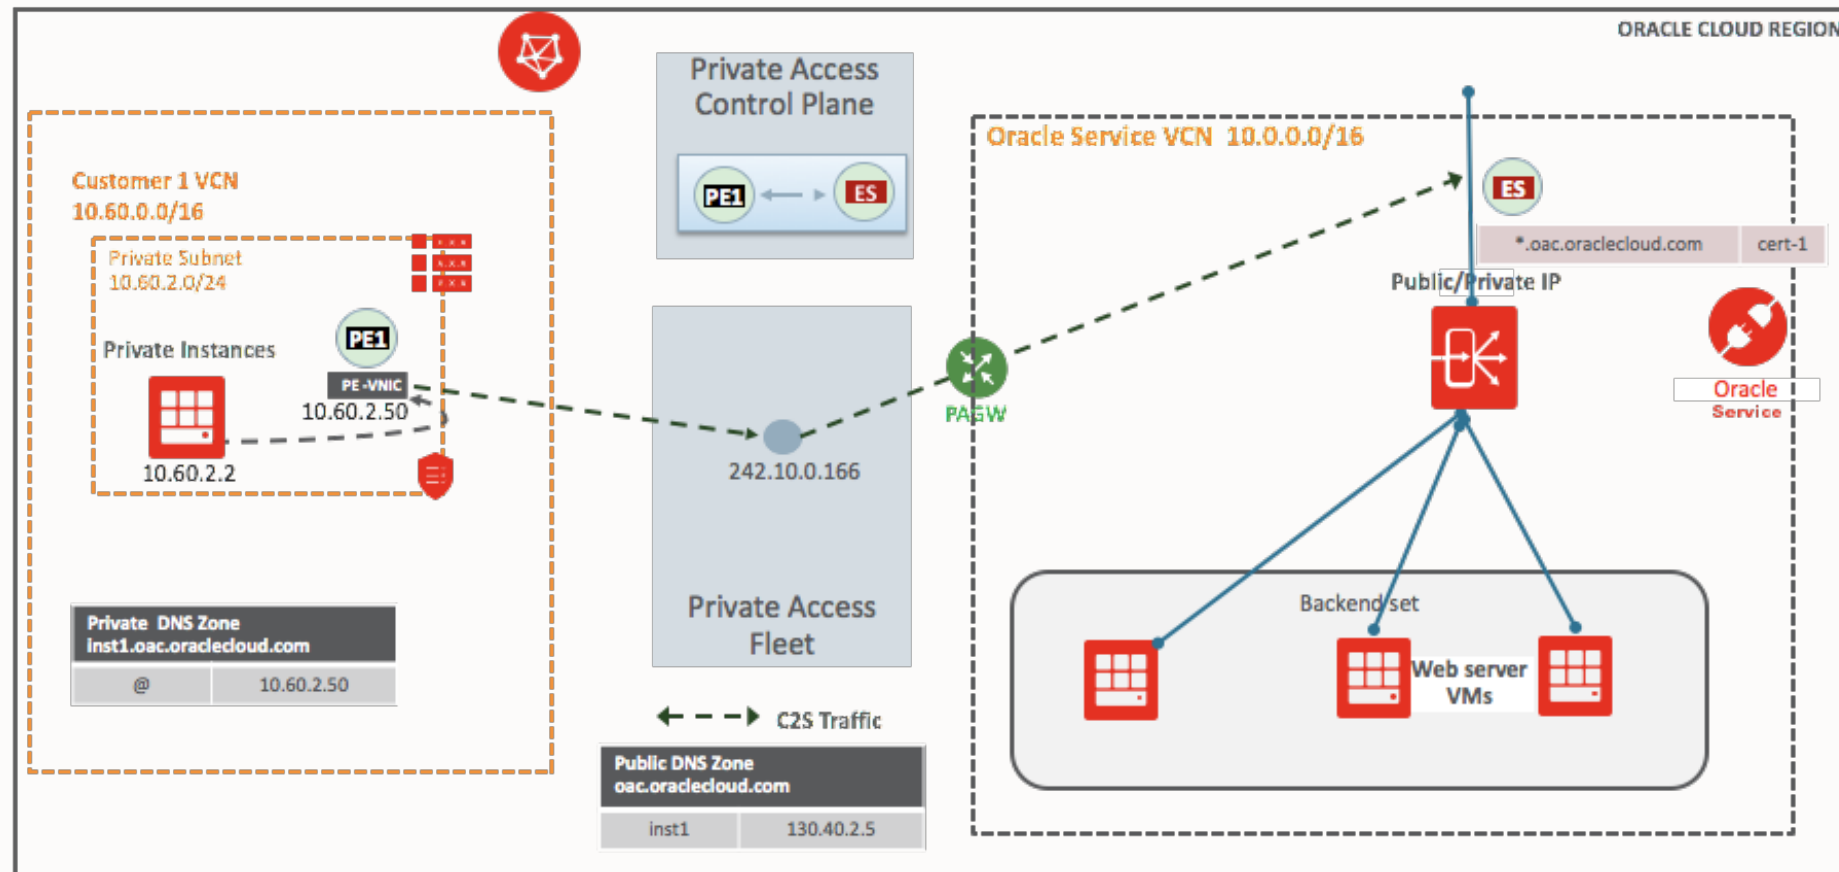 ORACLE CLOUD REGION
Private Access
Control Plane
PE1
ES
Customer 1 VCN
10.60.0.0/16
Private Subnet
10.60.2.0/24
PE1
Private Instances
PE -VNIC
10.60.2.50
10.60.2.2
Private DNS Zone
inst1.oac.oraclecloud.com
@
10.60.2.50
242.10.0.166
Private Access
Fleet
C2S Traffic
Public DNS Zone
oac.oraclecloud.com
inst1
130.40.2.5
PAGW
Oracle Service VCN 10.0.0.0/16
ES
*.oac.oraclecloud.com
cert-1
Public/Private IP
Oracle
Service
Backend set
Web server
VMs